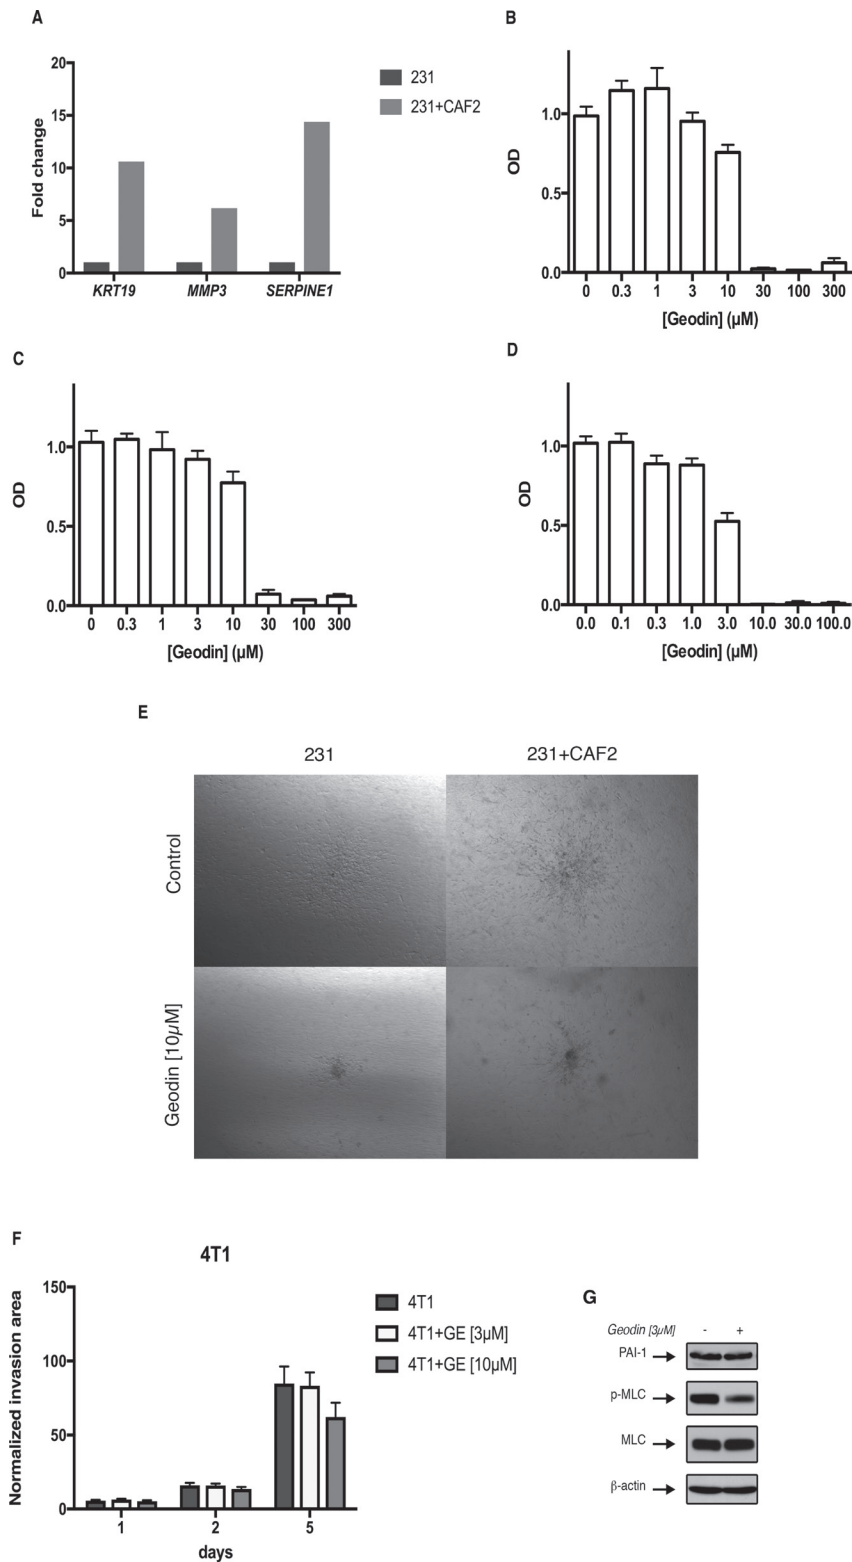 A
Fold change
20
15
10
5
0
KRT19 MMP3 SERPINE1
231
231+CAF2
B
OD
1.0
0.5
0.0
0 0.3 1 3 10 30 100 300
[Geodin] (µM)
C
OD
1.0
0.5
0.0
0 0.3 1 3 10 30 100 300
[Geodin] (µM)
D
OD
1.0
0.5
0.0
0.0 0.1 0.3 1.0 3.0 10.0 30.0 100.0
[Geodin] (µM)
E
231 231+CAF2
Control
Geodin [10µM]
F
4T1
Normalized invasion area
150
100
50
0
1 2 5
days
4T1
4T1+GE [3µM]
4T1+GE [10µM]
G
Geodin [3µM] - +
PAI-1
p-MLC
MLC
β-actin